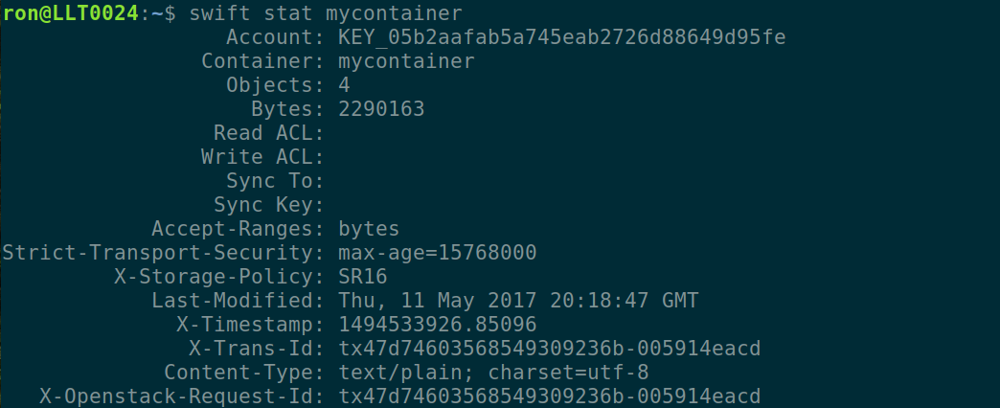 ron@LLT0024:~$ swift stat mycontainer
Account: KEY_05b2aafab5a745eab2726d88649d95fe
Container: mycontainer
Objects: 4
Bytes: 2290163
Read ACL:
Write ACL:
Sync To:
Sync Key:
Accept-Ranges: bytes
Strict-Transport-Security: max-age=15768000
X-Storage-Policy: SR16
Last-Modified: Thu, 11 May 2017 20:18:47 GMT
X-Timestamp: 1494533926.85096
X-Trans-Id: tx47d74603568549309236b-005914eacd
Content-Type: text/plain; charset=utf-8
X-Openstack-Request-Id: tx47d74603568549309236b-005914eacd